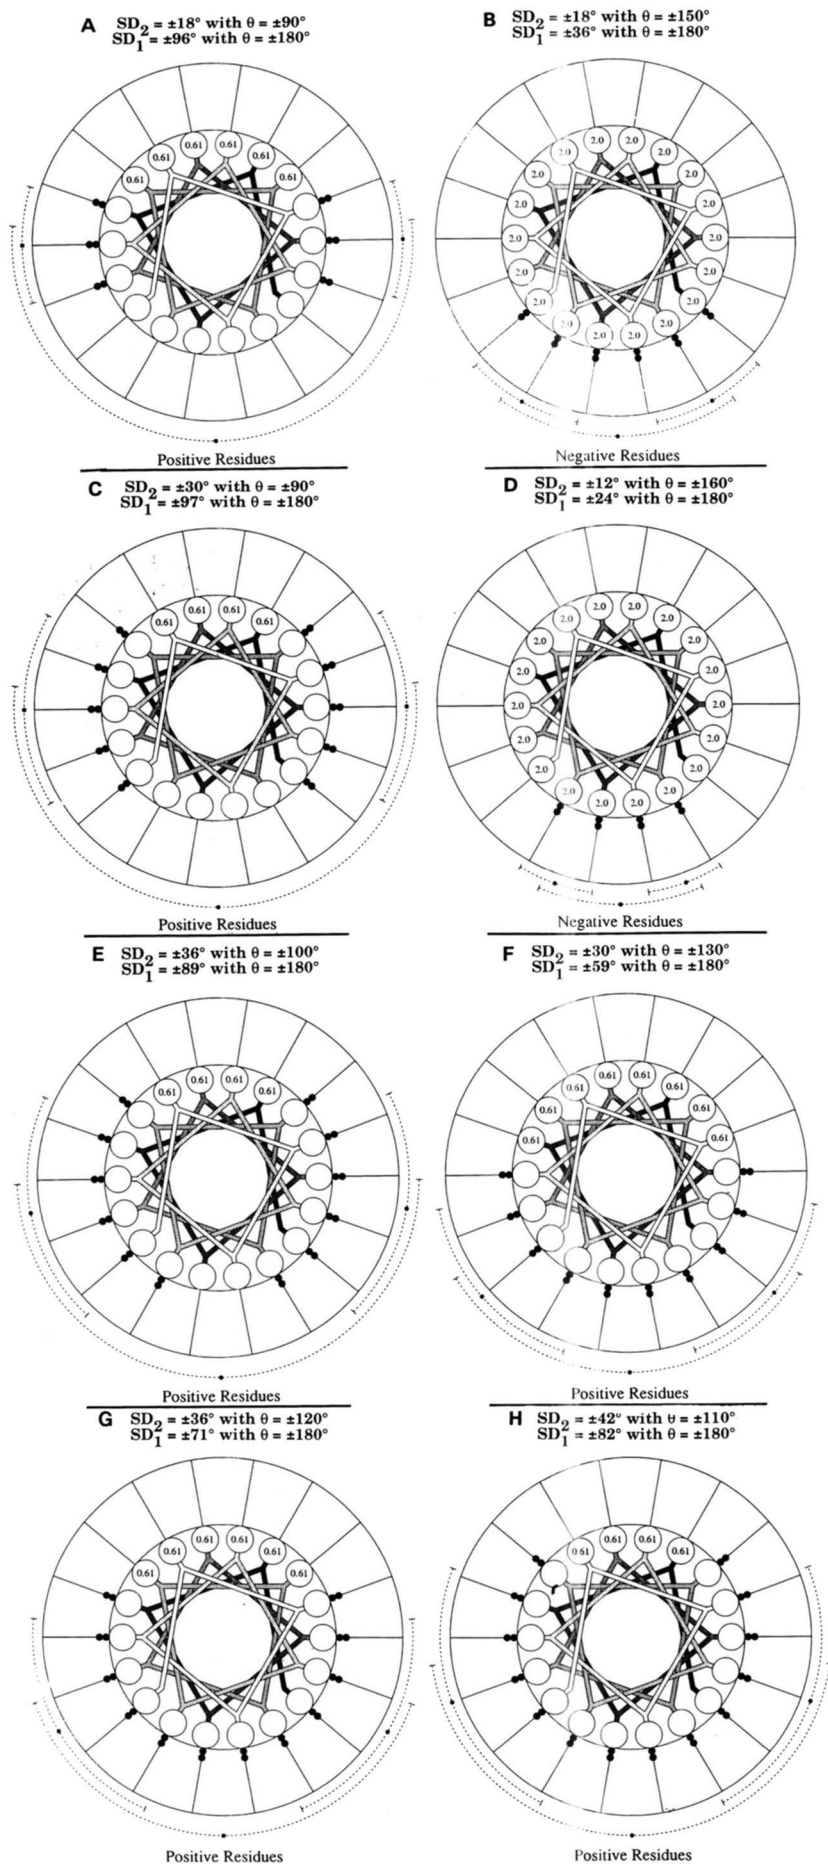 A SD₂ = ±18° with θ = ±90°
SD₁ = ±96° with θ = ±180°
0.61 0.61
0.61 0.61
0.61 0.61
Positive Residues
B SD₂ = ±18° with θ = ±150°
SD₁ = ±36° with θ = ±180°
2.0 2.0
2.0 2.0
2.0 2.0
2.0 2.0
2.0 2.0
2.0 2.0
2.0 2.0
2.0 2.0
2.0 2.0
Negative Residues
C SD₂ = ±30° with θ = ±90°
SD₁ = ±97° with θ = ±180°
0.61 0.61
0.61 0.61
Positive Residues
D SD₂ = ±12° with θ = ±160°
SD₁ = ±24° with θ = ±180°
2.0 2.0
2.0 2.0
2.0 2.0
2.0 2.0
2.0 2.0
2.0 2.0
2.0 2.0
2.0 2.0
2.0 2.0
Negative Residues
E SD₂ = ±36° with θ = ±100°
SD₁ = ±89° with θ = ±180°
0.61 0.61
0.61 0.61
Positive Residues
F SD₂ = ±30° with θ = ±130°
SD₁ = ±59° with θ = ±180°
0.61 0.61
0.61 0.61
0.61 0.61
0.61 0.61
Positive Residues
G SD₂ = ±36° with θ = ±120°
SD₁ = ±71° with θ = ±180°
0.61 0.61
0.61 0.61
0.61 0.61
Positive Residues
H SD₂ = ±42° with θ = ±110°
SD₁ = ±82° with θ = ±180°
0.61 0.61
0.61 0.61
Positive Residues